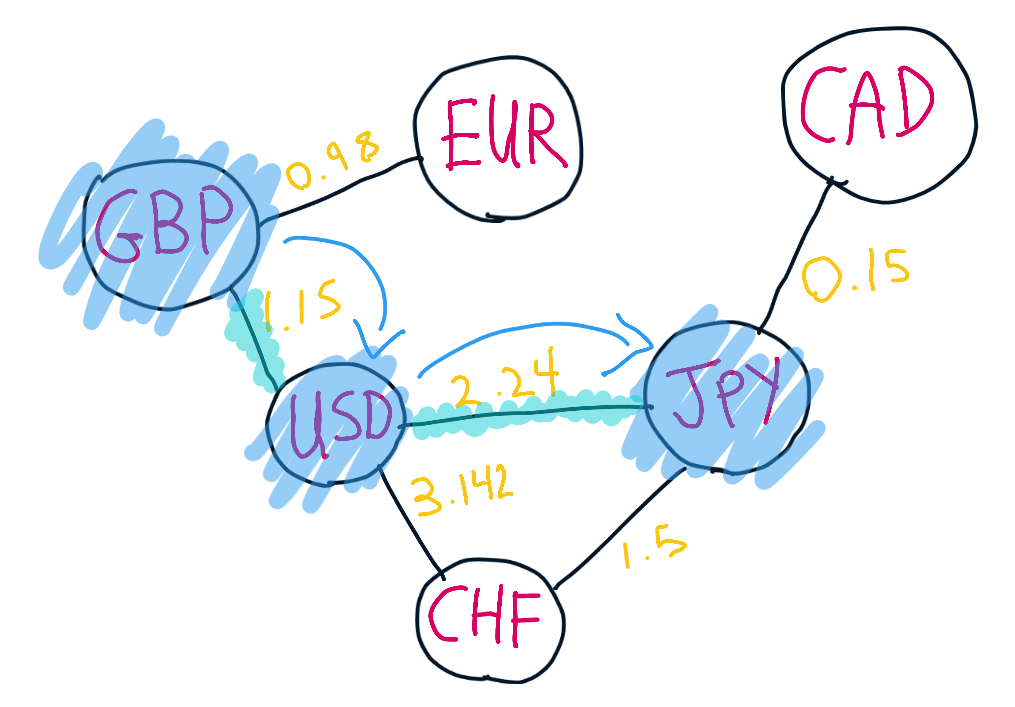 EUR
CAD
0.98
GBP
0.15
1.15
2.24
JPY
USD
3.142
1.5
CHF